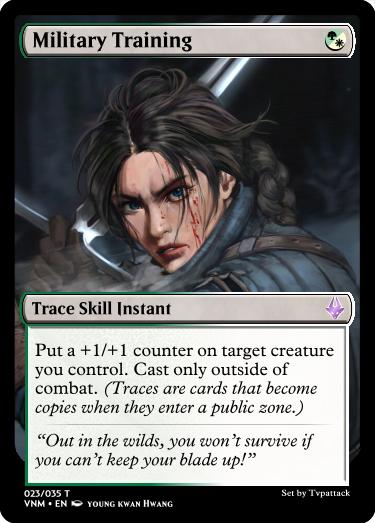 Military Training
Trace Skill Instant
Put a +1/+1 counter on target creature
you control. Cast only outside of
combat. (Traces are cards that become
copies when they enter a public zone.)
“Out in the wilds, you won’t survive if
you can’t keep your blade up!”
023/035 T
Set by Tvpattack
VNM • EN YOUNG KWAN HWANG